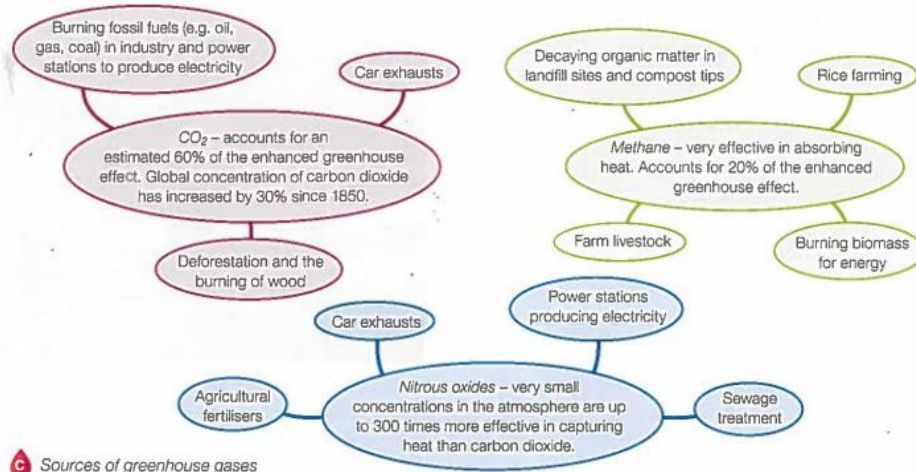 Burning fossil fuels (e.g. oil,
gas, coal) in industry and power
stations to produce electricity
Car exhausts
CO₂ – accounts for an
estimated 60% of the enhanced greenhouse
effect. Global concentration of carbon dioxide
has increased by 30% since 1850.
Deforestation and the
burning of wood
Decaying organic matter in
landfill sites and compost tips
Rice farming
Methane – very effective in absorbing
heat. Accounts for 20% of the enhanced
greenhouse effect.
Farm livestock
Burning biomass
for energy
Car exhausts
Power stations
producing electricity
Agricultural
fertilisers
Nitrous oxides – very small
concentrations in the atmosphere are up
to 300 times more effective in capturing
heat than carbon dioxide.
Sewage
treatment
C Sources of greenhouse gases